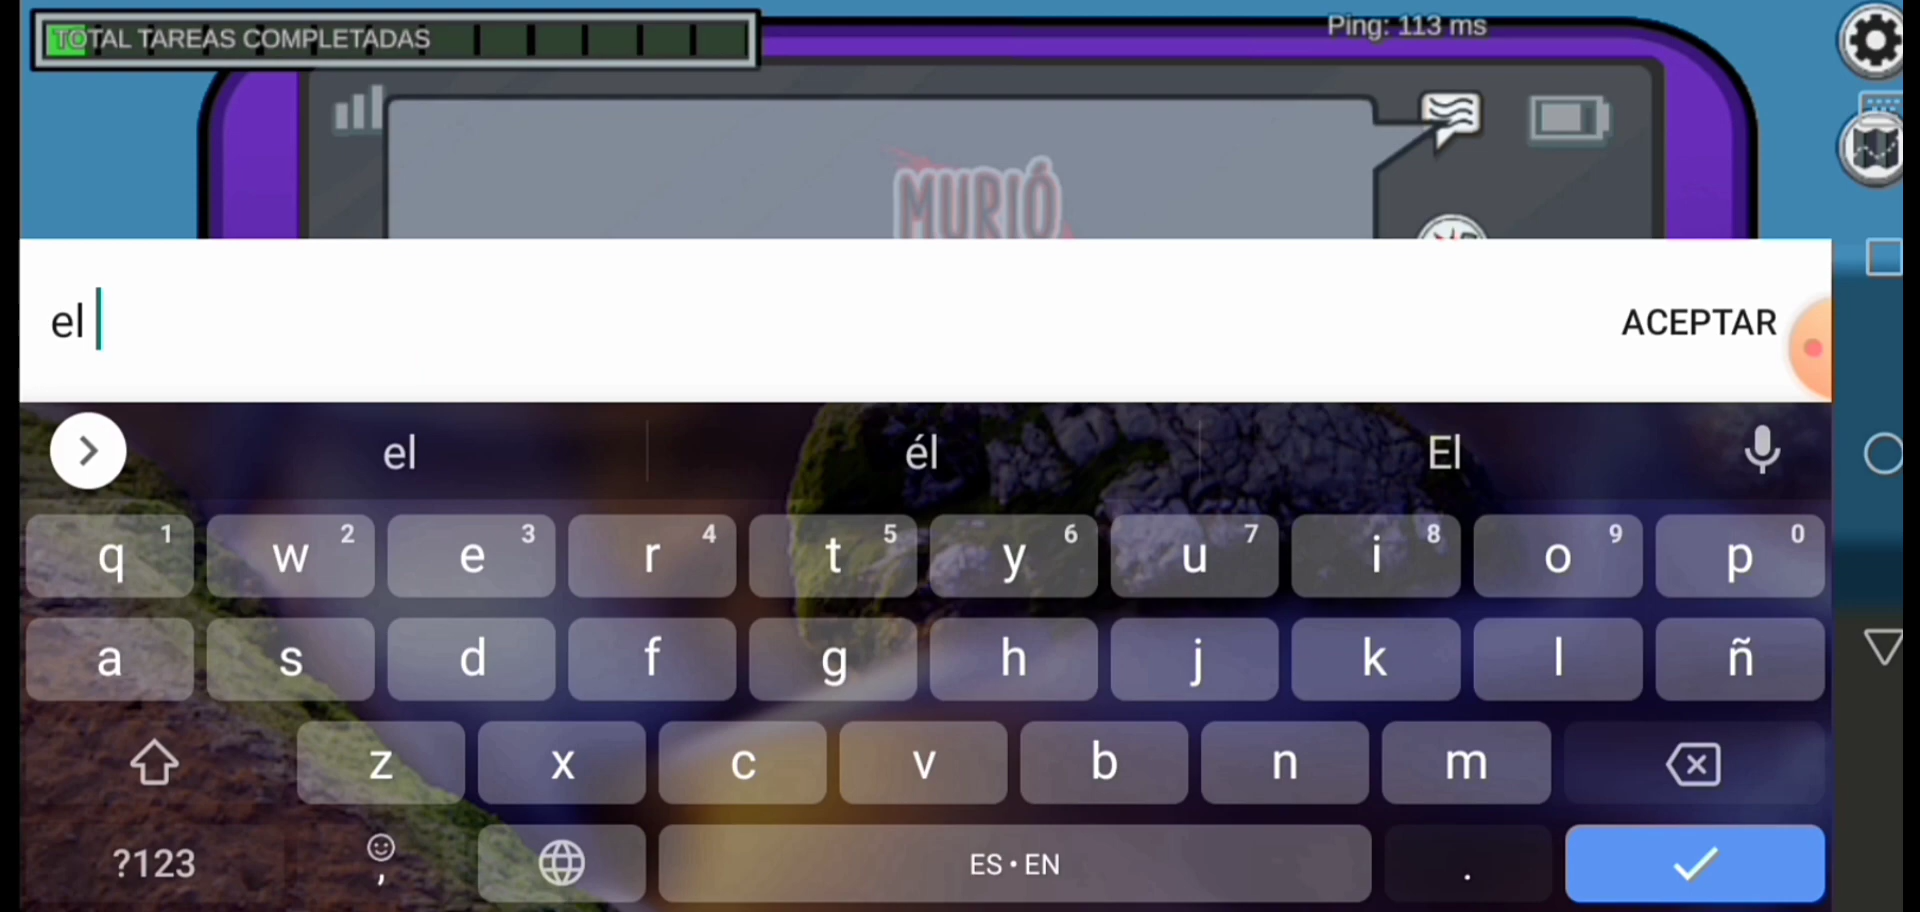 TOTAL TAREAS COMPLETADAS
Ping: 113 ms
MURIÓ
el
ACEPTAR
el él El
q 1 w 2 e 3 r 4 t 5 y 6 u 7 i 8 o 9 p 0
a s d f g h j k l ñ
z x c v b n m
?123 , ES • EN .